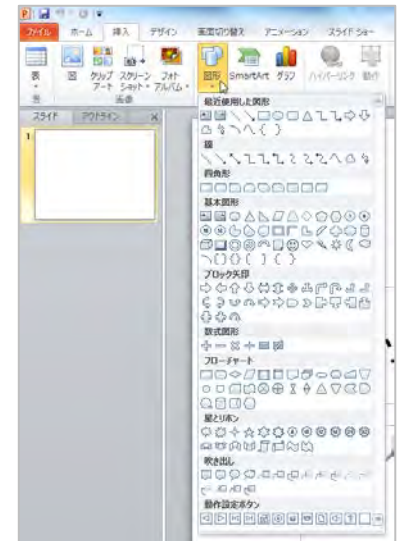 ファイル ホーム 挿入 デザイン 画面切り替え アニメーション スライド ショー
表 図 クリップ アート スクリーン ショット フォト アルバム 図形 SmartArt グラフ ハイパーリンク 動作
表 画像
スライド アウトライン
1
最近使用した図形
線
四角形
基本図形
ブロック矢印
数式図形
フローチャート
星とリボン
吹き出し
動作設定ボタン